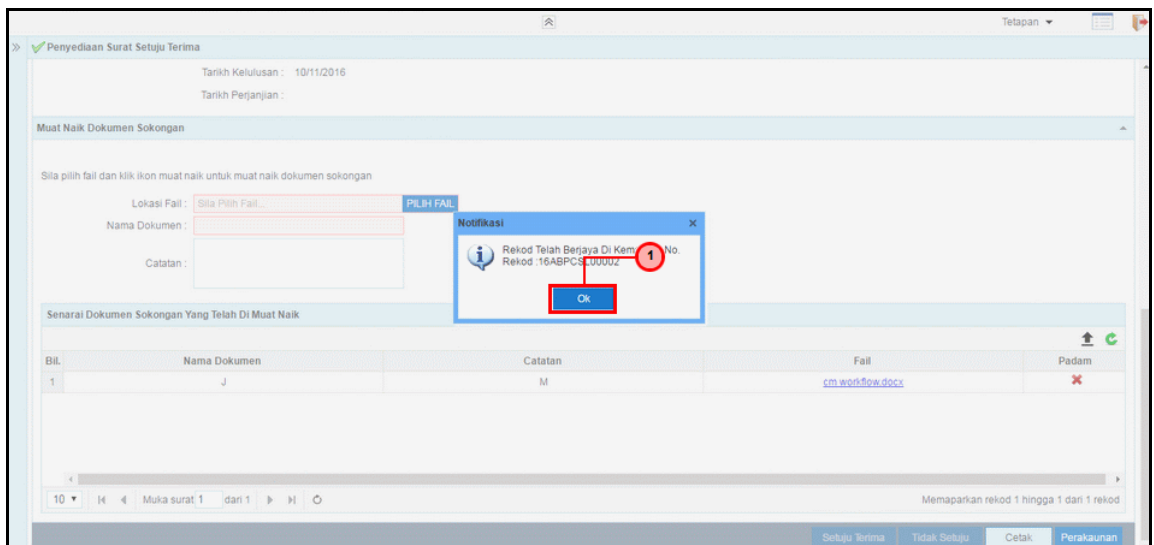 Tetapan
Penyediaan Surat Setuju Terima
Tarikh Kelulusan : 10/11/2016
Tarikh Perjanjian :
Muat Naik Dokumen Sokongan
Sila pilih fail dan klik ikon muat naik untuk muat naik dokumen sokongan
Lokasi Fail : Sila Pilih Fail... PILIH FAIL
Nama Dokumen :
Catatan :
Notifikasi x
Rekod Telah Berjaya Di No.
Rekod :16ABPCSL00002
1
Ok
Senarai Dokumen Sokongan Yang Telah Di Muat Naik
Bil. Nama Dokumen Catatan Fail Padam
1 J M cm workflow.docx
10 Muka surat 1 dari 1 Memaparkan rekod 1 hingga 1 dari 1 rekod
Setuju Terima Tidak Setuju Cetak Perakaunan